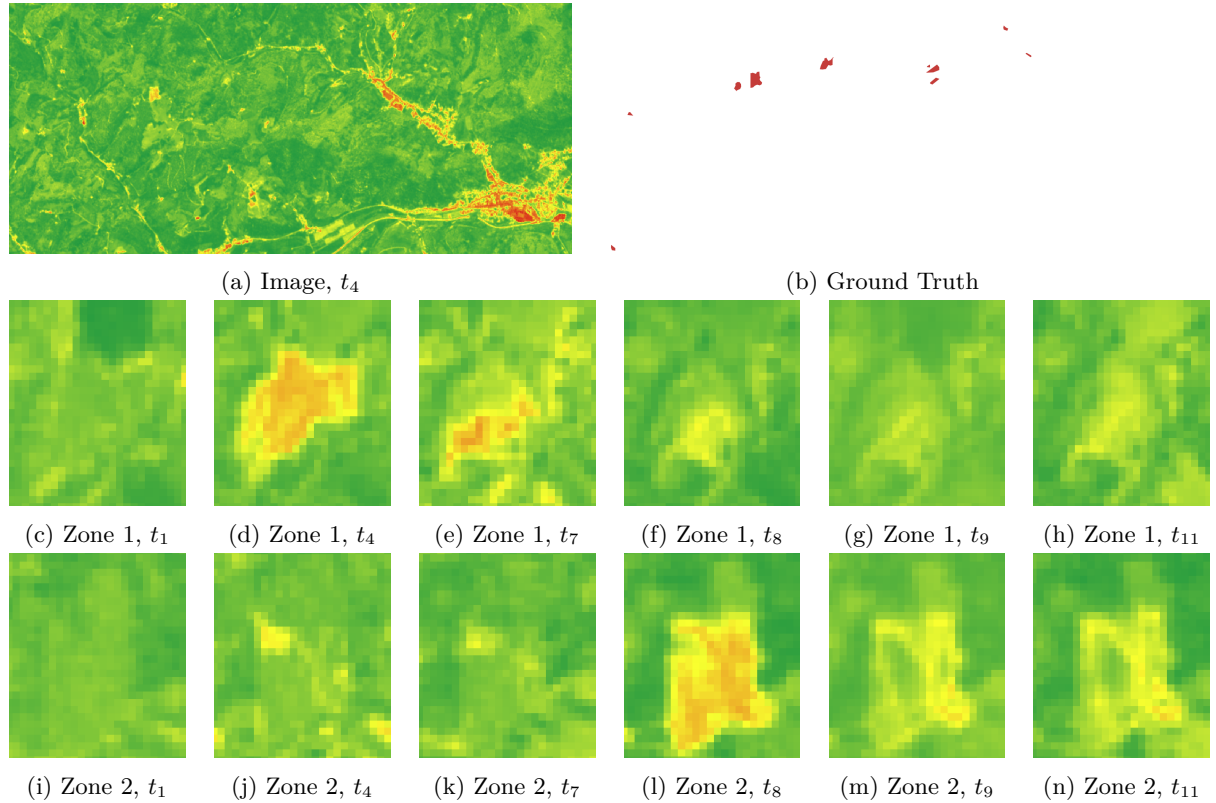 (a) Image, t4
(b) Ground Truth
(c) Zone 1, t1
(d) Zone 1, t4
(e) Zone 1, t7
(f) Zone 1, t8
(g) Zone 1, t9
(h) Zone 1, t11
(i) Zone 2, t1
(j) Zone 2, t4
(k) Zone 2, t7
(l) Zone 2, t8
(m) Zone 2, t9
(n) Zone 2, t11